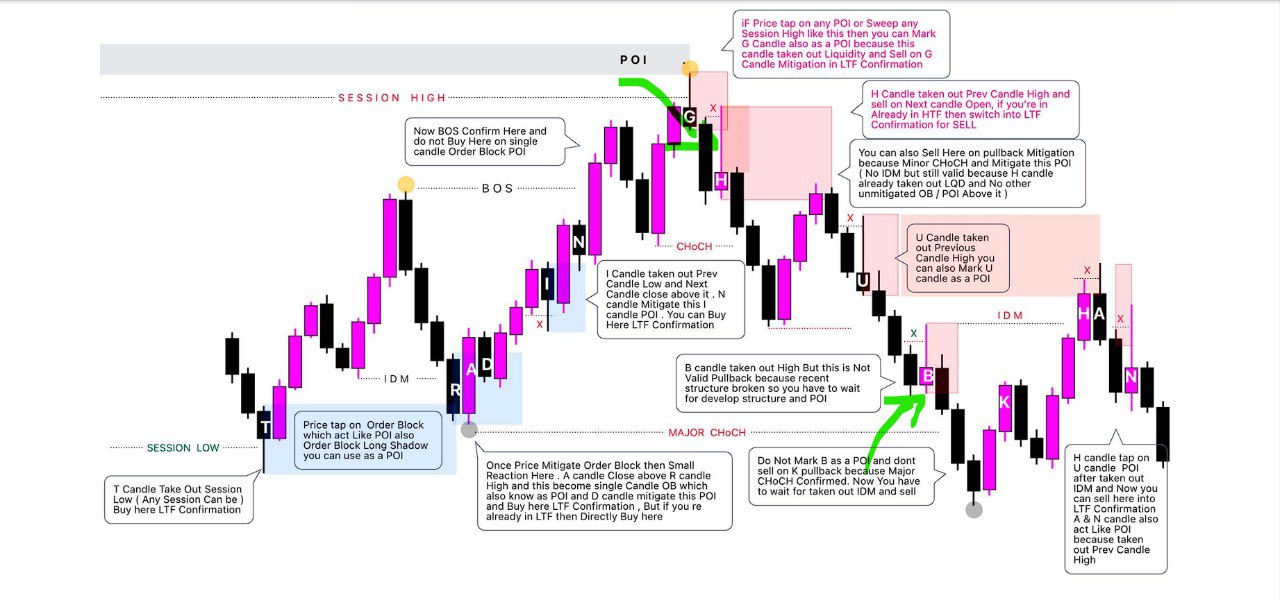 iF Price tap on any POI or Sweep any
Session High like this then you can Mark
G Candle also as a POI because this
candle taken out Liquidity and Sell on G
Candle Mitigation in LTF Confirmation
POI
SESSION HIGH
H Candle taken out Prev Candle High and
sell on Next candle Open, if you're in
Already in HTF then switch into LTF
Confirmation for SELL
X
G
Now BOS Confirm Here and
do not Buy Here on single
candle Order Block POI
You can also Sell Here on pullback Mitigation
because Minor CHoCH and Mitigate this POI
( No IDM but still valid because H candle
already taken out LQD and No other
unmitigated OB / POI Above it )
H
BOS
X
N
CHoCH
U Candle taken
out Previous
Candle High you
can also Mark U
candle as a POI
I Candle taken out Prev
Candle Low and Next
Candle close above it . N
candle Mitigate this I
candle POI . You can Buy
Here LTF Confirmation
I
U
X
H
A
X
X
IDM
X
B candle taken out High But this is Not
Valid Pullback because recent
structure broken so you have to wait
for develop structure and POI
D
A
IDM
R
B
N
K
T
Price tap on Order Block
which act Like POI also
Order Block Long Shadow
you can use as a POI
MAJOR CHoCH
SESSION LOW
T Candle Take Out Session
Low ( Any Session Can be )
Buy here LTF Confirmation
Once Price Mitigate Order Block then Small
Reaction Here . A candle Close above R candle
High and this become single Candle OB which
also know as POI and D candle mitigate this POI
and Buy here LTF Confirmation , But if you re
already in LTF then Directly Buy here
Do Not Mark B as a POI and dont
sell on K pullback because Major
CHoCH Confirmed. Now You have
to wait for taken out IDM and sell
H candle tap on
U candle POI
after taken out
IDM and Now you
can sell here into
LTF Confirmation
A & N candle also
act Like POI
because taken
out Prev Candle
High